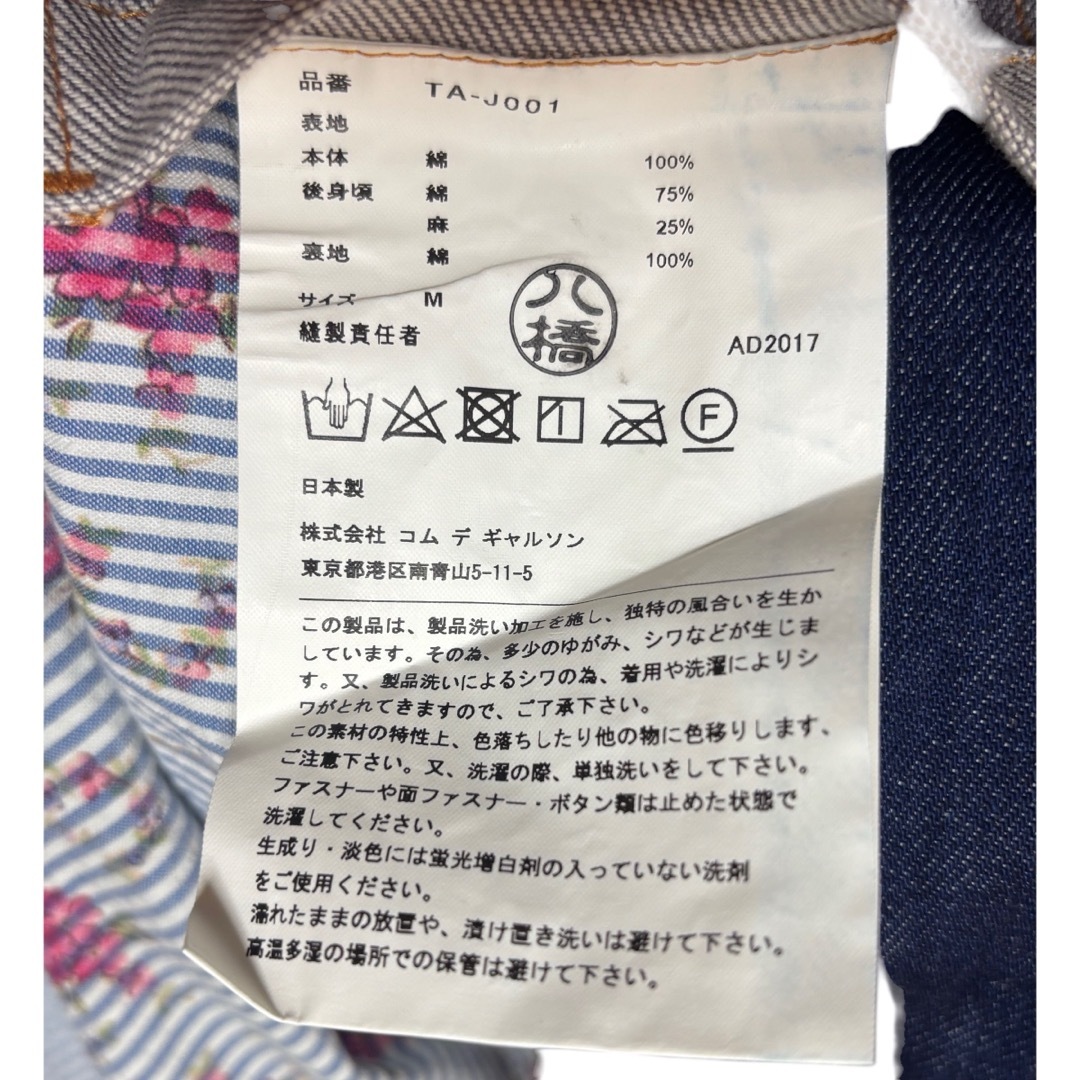 品番 TA-J001
表地
本体 綿 100%
後身頃 綿 75%
麻 25%
裏地 綿 100%
サイズ M
縫製責任者 八橋 AD2017
F
日本製
株式会社 コム デ ギャルソン
東京都港区南青山5-11-5
この製品は、製品洗い加工を施し、独特の風合いを生か
しています。その為、多少のゆがみ、シワなどが生じま
す。又、製品洗いによるシワの為、着用や洗濯によりシ
ワがとれてきますので、ご了承下さい。
この素材の特性上、色落ちしたり他の物に色移りします、
ご注意下さい。又、洗濯の際、単独洗いをして下さい。
ファスナーや面ファスナー・ボタン類は止めた状態で
洗濯してください。
生成り・淡色には蛍光増白剤の入っていない洗剤
をご使用ください。
濡れたままの放置や、漬け置き洗いは避けて下さい。
高温多湿の場所での保管は避けて下さい。